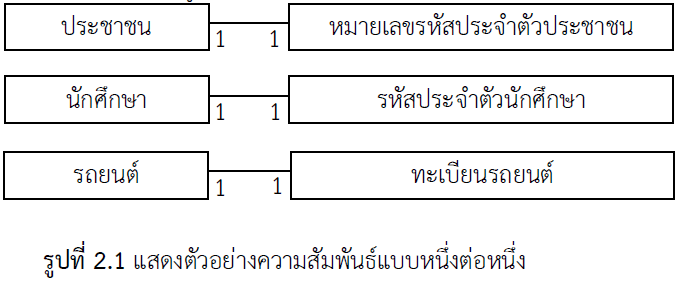 ประชาชน 1 1 หมายเลขรหัสประจำตัวประชาชน
นักศึกษา 1 1 รหัสประจำตัวนักศึกษา
รถยนต์ 1 1 ทะเบียนรถยนต์
รูปที่ 2.1 แสดงตัวอย่างความสัมพันธ์แบบหนึ่งต่อหนึ่ง